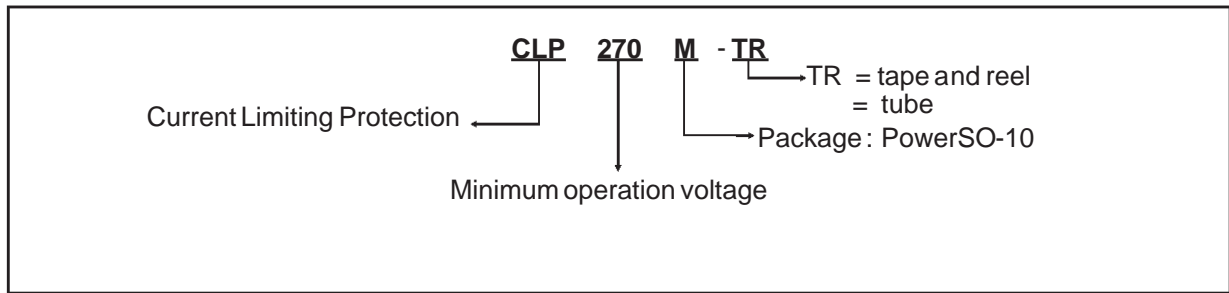 CLP 270 M - TR
TR = tape and reel
= tube
Current Limiting Protection
Package : PowerSO-10
Minimum operation voltage